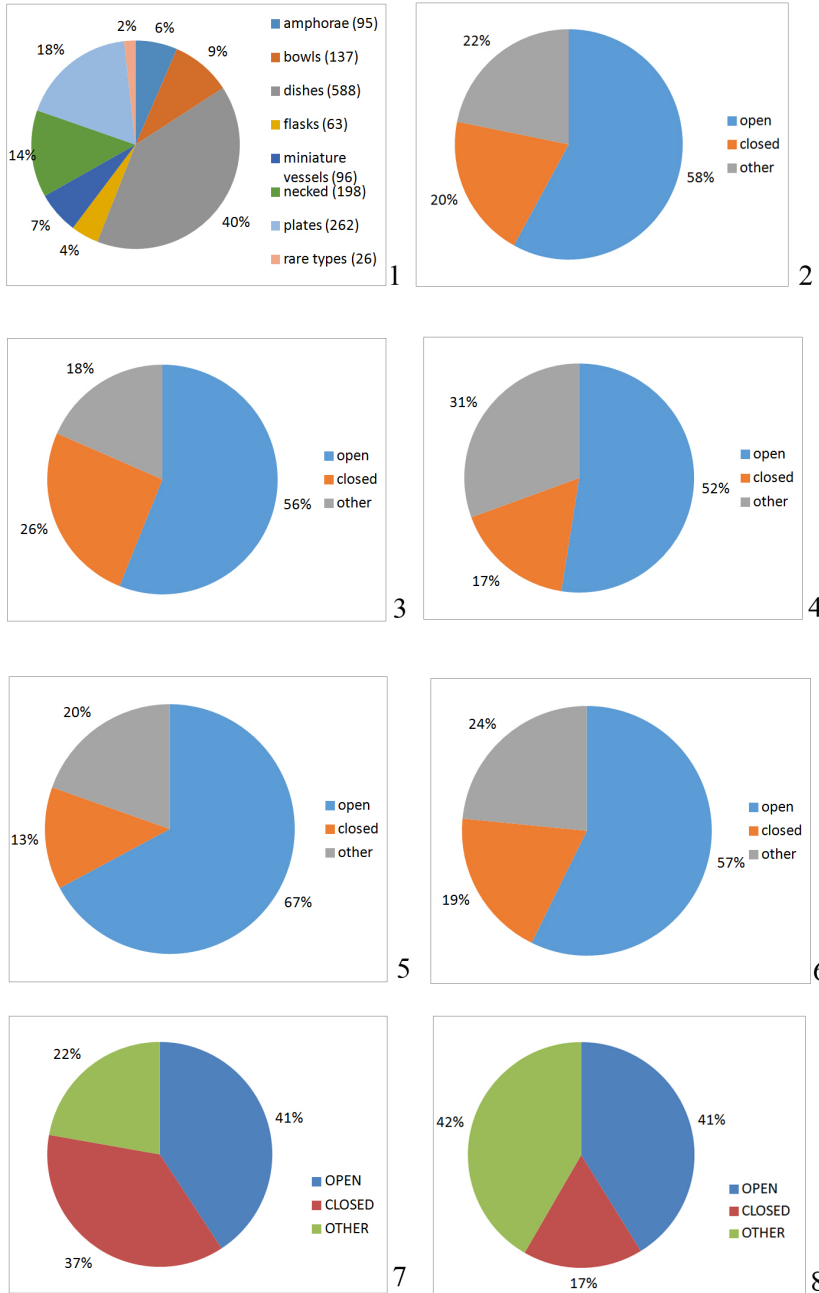 2%
6%
9%
40%
4%
7%
14%
18%
amphorae (95)
bowls (137)
dishes (588)
flasks (63)
miniature
vessels (96)
necked (198)
plates (262)
rare types (26)
1
22%
20%
58%
open
closed
other
2
18%
26%
56%
open
closed
other
3
31%
17%
52%
open
closed
other
4
20%
13%
67%
open
closed
other
5
24%
19%
57%
open
closed
other
6
22%
41%
37%
OPEN
CLOSED
OTHER
7
42%
41%
17%
OPEN
CLOSED
OTHER
8